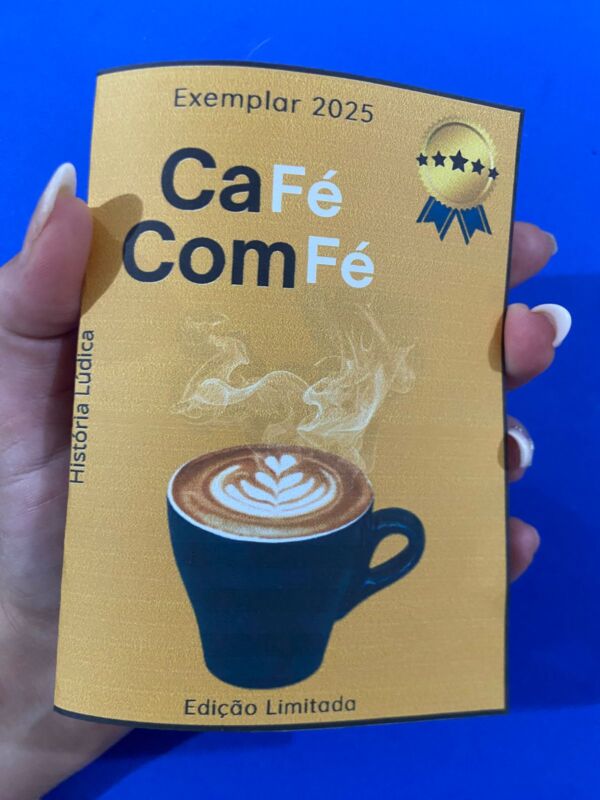 Exemplar 2025
CaFé
ComFé
História Lúdica
Edição Limitada